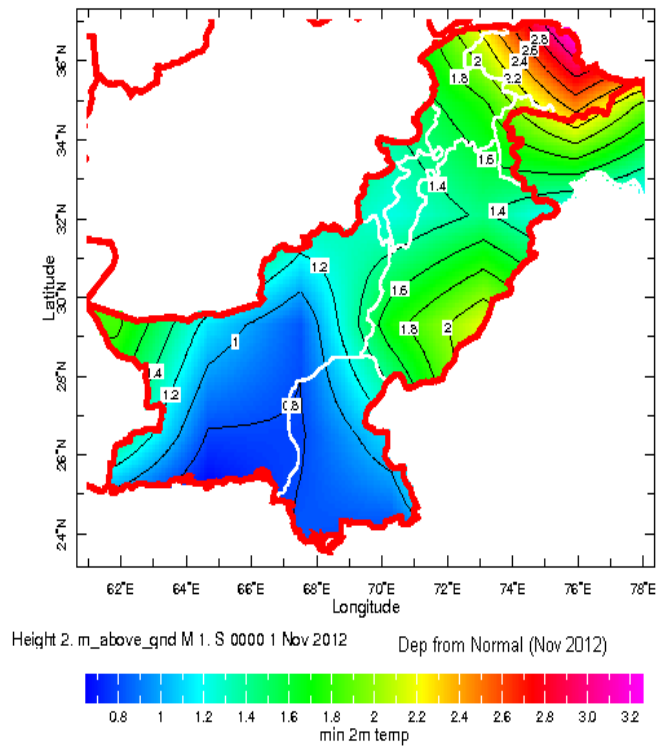 36°N
34°N
32°N
30°N
28°N
26°N
24°N
Latitude
2.8
2.6
2.4
2.2
2
1.8
1.6
1.4
1.4
1.2
1.6
1.8
2
1
1.4
1.2
0.8
62°E 64°E 66°E 68°E 70°E 72°E 74°E 76°E 78°E
Longitude
Height 2. m_above_gnd M 1. S 0000 1 Nov 2012
Dep from Normal (Nov 2012)
0.8 1 1.2 1.4 1.6 1.8 2 2.2 2.4 2.6 2.8 3.0 3.2
min 2m temp